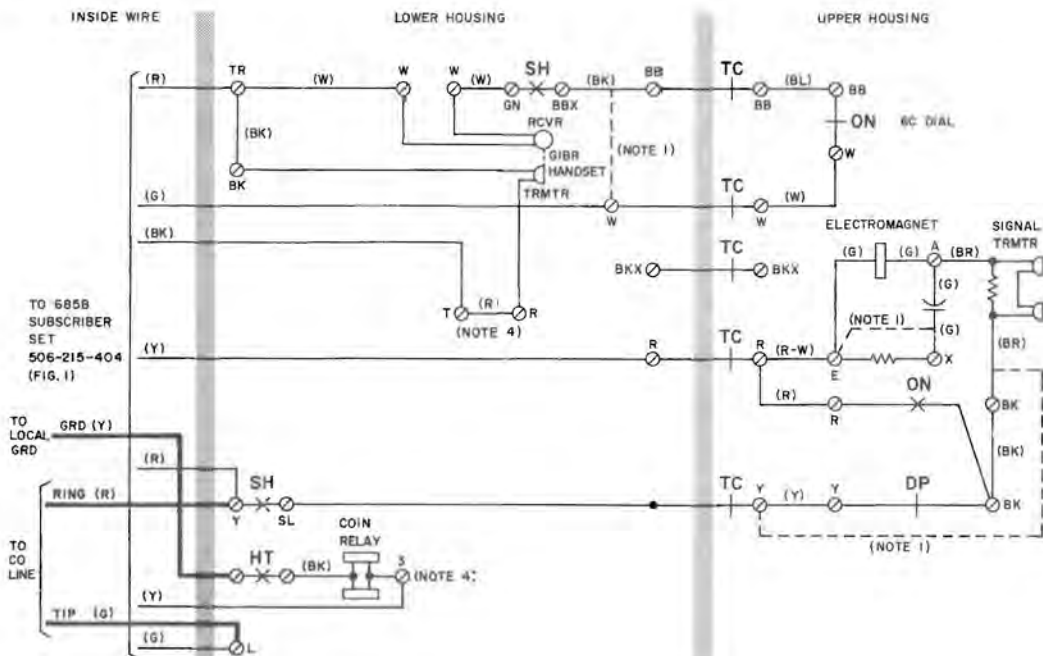 INSIDE WIRE
LOWER HOUSING
UPPER HOUSING
(R)
TR
(W)
W
W
(W)
GN
SH
BBX
(BK)
BB
TC
BB
(BL)
BB
ON
6C DIAL
W
(BK)
BK
RCVR
G1BR
HANDSET
TRMTR
(NOTE 1)
(G)
W
TC
W
(W)
(BK)
T
(R)
R
(NOTE 4)
BKX
TC
BKX
ELECTROMAGNET
SIGNAL
TRMTR
(G)
(G)
A
(BR)
(G)
(NOTE 1)
(G)
(BR)
TO 685B
SUBSCRIBER
SET
506-215-404
(FIG. 1)
(Y)
R
TC
R
(R-W)
E
X
(R)
R
ON
BK
(BK)
TO
LOCAL
GRD
GRD (Y)
(R)
RING (R)
Y
SH
SL
TC
Y
(Y)
Y
DP
BK
(NOTE 1)
TO
CO
LINE
HT
(BK)
COIN
RELAY
3
(NOTE 4)
(Y)
TIP (G)
(G)
L